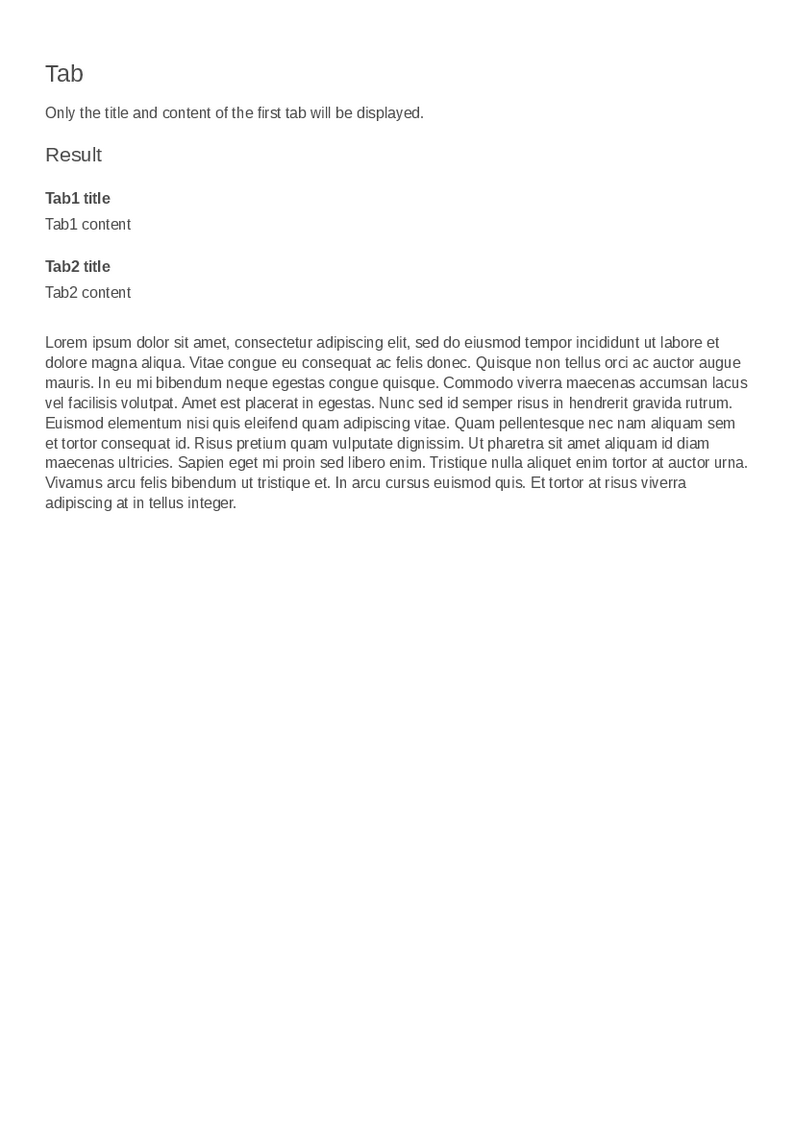 Tab
Only the title and content of the first tab will be displayed.
Result
Tab1 title
Tab1 content
Tab2 title
Tab2 content
Lorem ipsum dolor sit amet, consectetur adipiscing elit, sed do eiusmod tempor incididunt ut labore et
dolore magna aliqua. Vitae congue eu consequat ac felis donec. Quisque non tellus orci ac auctor augue
mauris. In eu mi bibendum neque egestas congue quisque. Commodo viverra maecenas accumsan lacus
vel facilisis volutpat. Amet est placerat in egestas. Nunc sed id semper risus in hendrerit gravida rutrum.
Euismod elementum nisi quis eleifend quam adipiscing vitae. Quam pellentesque nec nam aliquam sem
et tortor consequat id. Risus pretium quam vulputate dignissim. Ut pharetra sit amet aliquam id diam
maecenas ultricies. Sapien eget mi proin sed libero enim. Tristique nulla aliquet enim tortor at auctor urna.
Vivamus arcu felis bibendum ut tristique et. In arcu cursus euismod quis. Et tortor at risus viverra
adipiscing at in tellus integer.